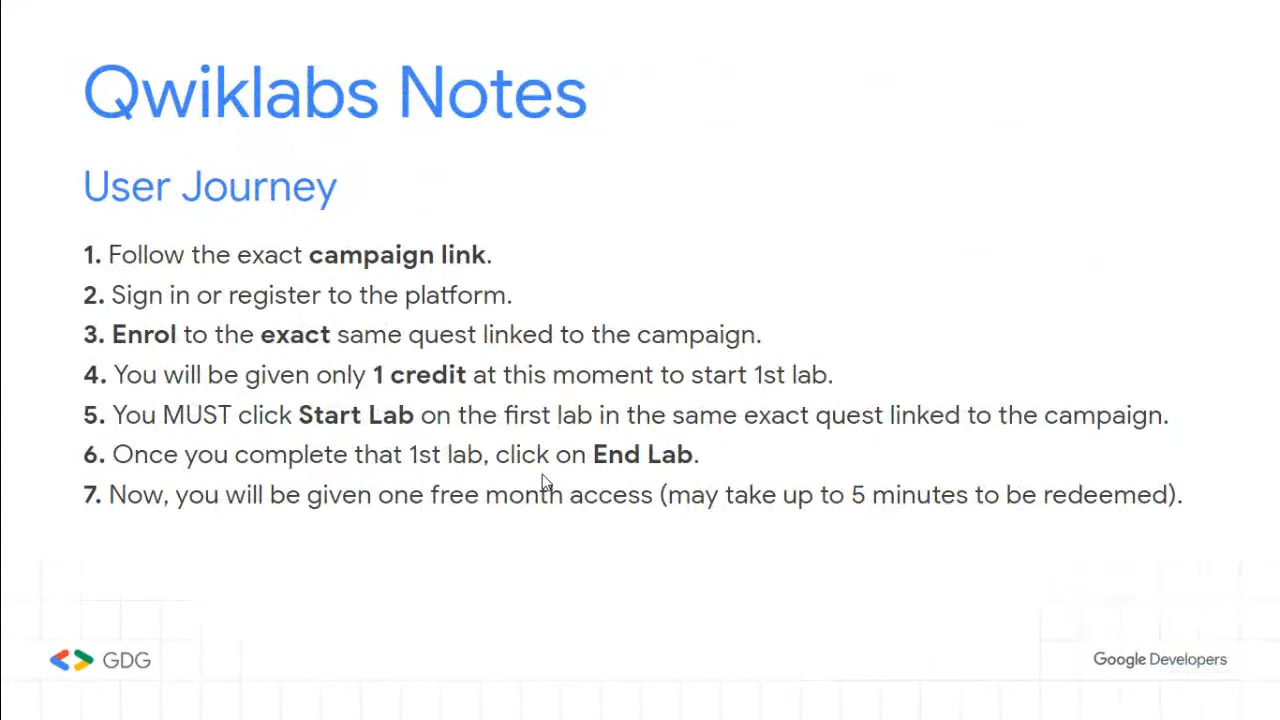 Qwiklabs Notes
User Journey
1. Follow the exact campaign link.
2. Sign in or register to the platform.
3. Enrol to the exact same quest linked to the campaign.
4. You will be given only 1 credit at this moment to start 1st lab.
5. You MUST click Start Lab on the first lab in the same exact quest linked to the campaign.
6. Once you complete that 1st lab, click on End Lab.
7. Now, you will be given one free month access (may take up to 5 minutes to be redeemed).
GDG
Google Developers